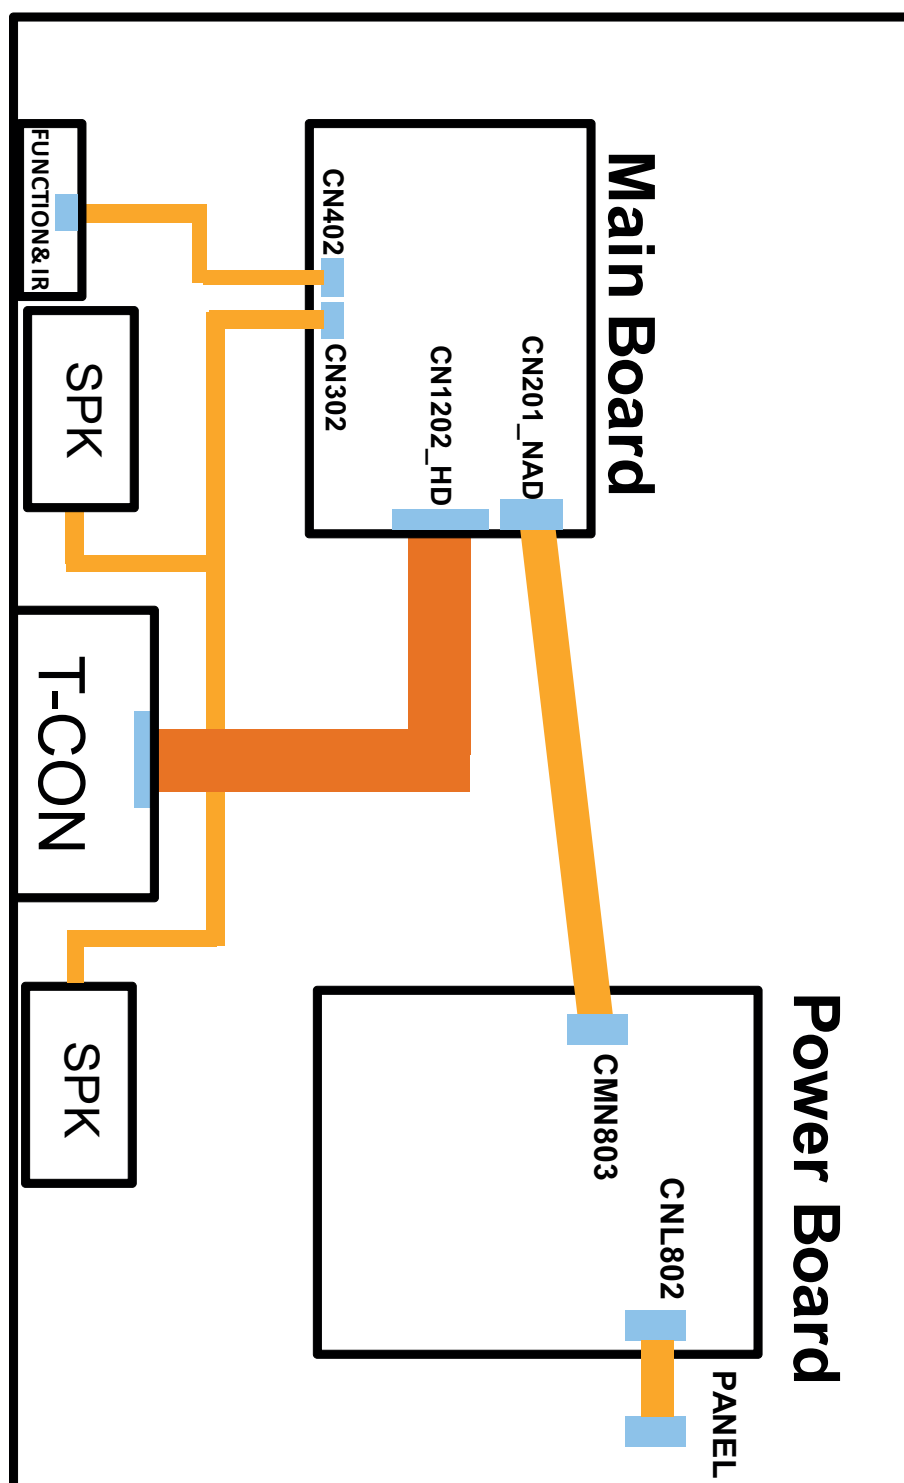 Power Board
Main Board
PANEL
CNL802
CMN803
CN201_NAD
CN1202_HD
CN402
CN302
FUNCTION&IR
SPK
T-CON
SPK